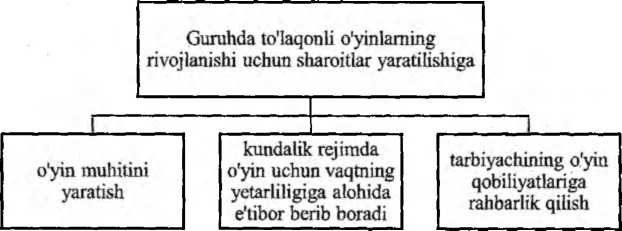 Guruhda to'laqonli o'yinlarning
rivojlanishi uchun sharoitlar yaratilishiga
o'yin muhitini
yaratish
kundalik rejimda
o'yin uchun vaqtning
yetarliligiga alohida
e'tibor berib boradi
tarbiyachining o'yin
qobiliyatlariga
rahbarlik qilish